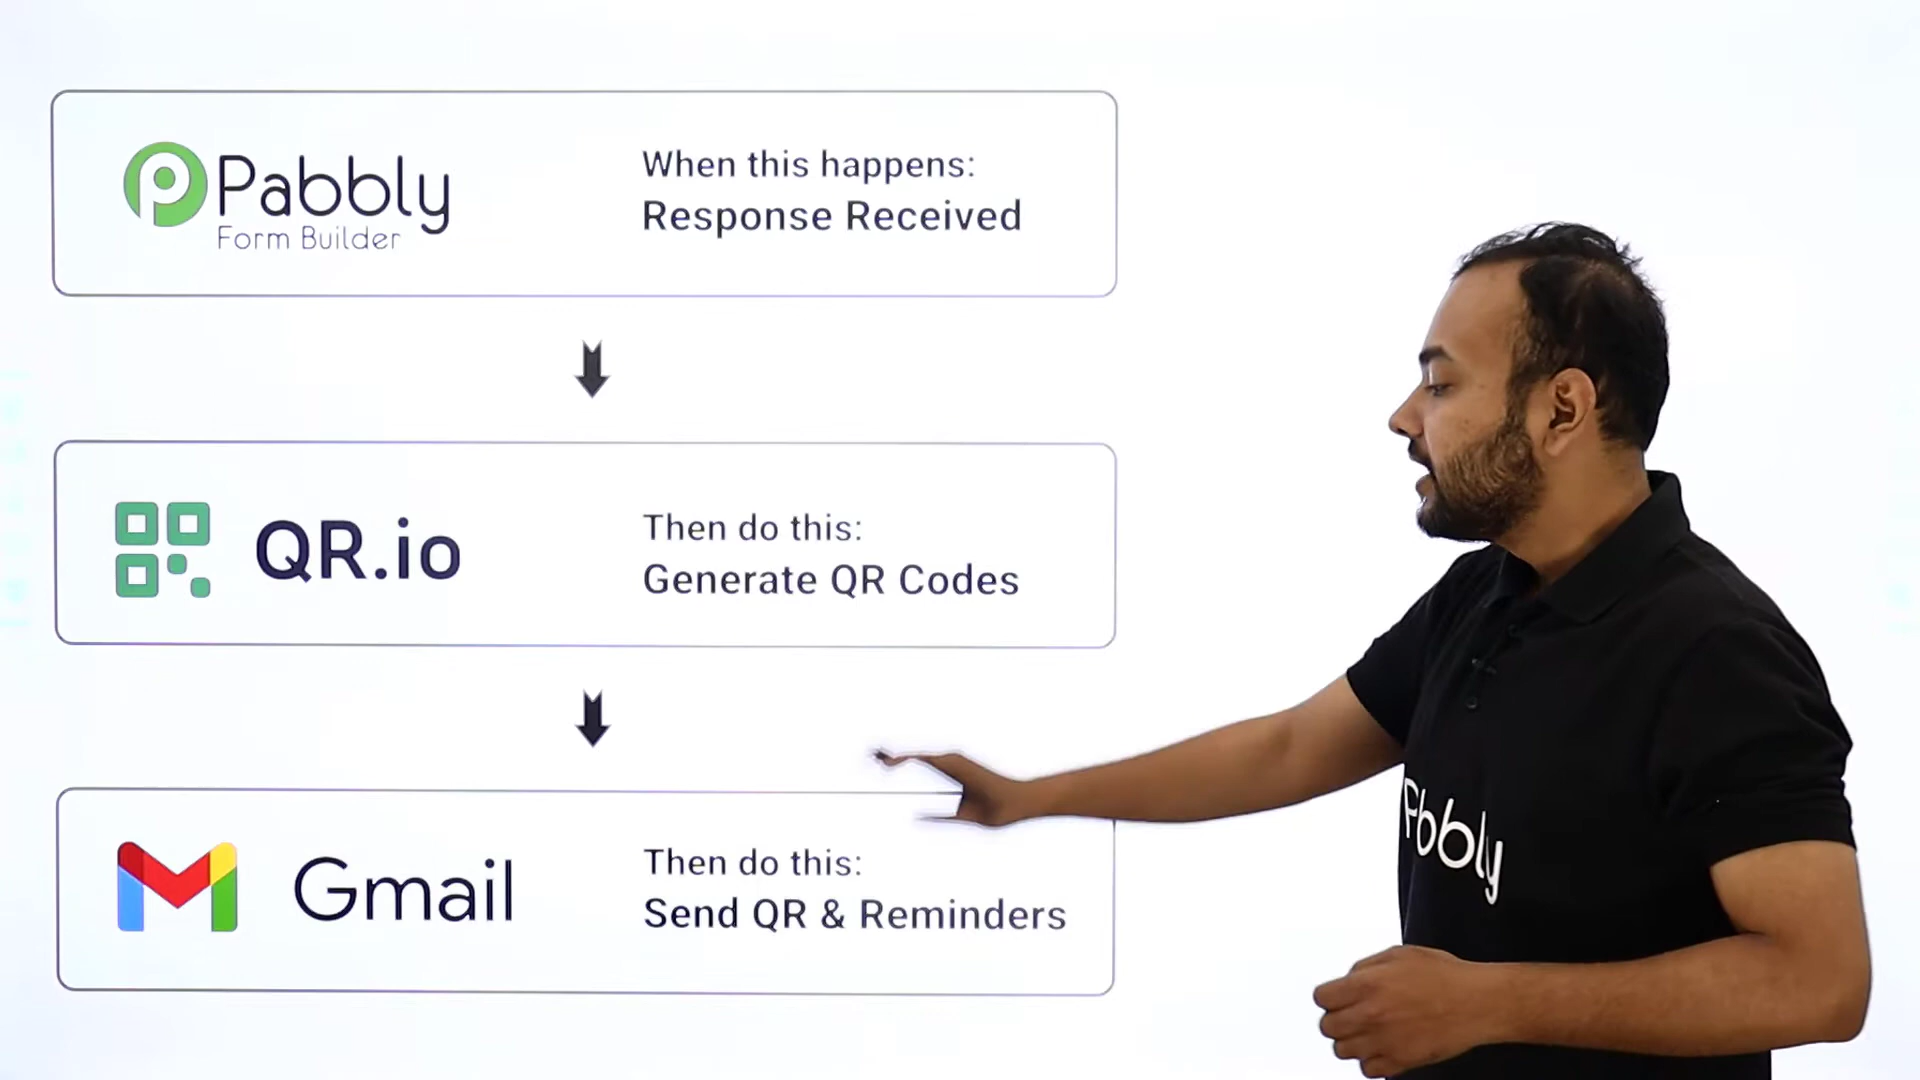 Pabbly
Form Builder
When this happens:
Response Received
QR.io
Then do this:
Generate QR Codes
Gmail
Then do this:
Send QR & Reminders
Pabbly